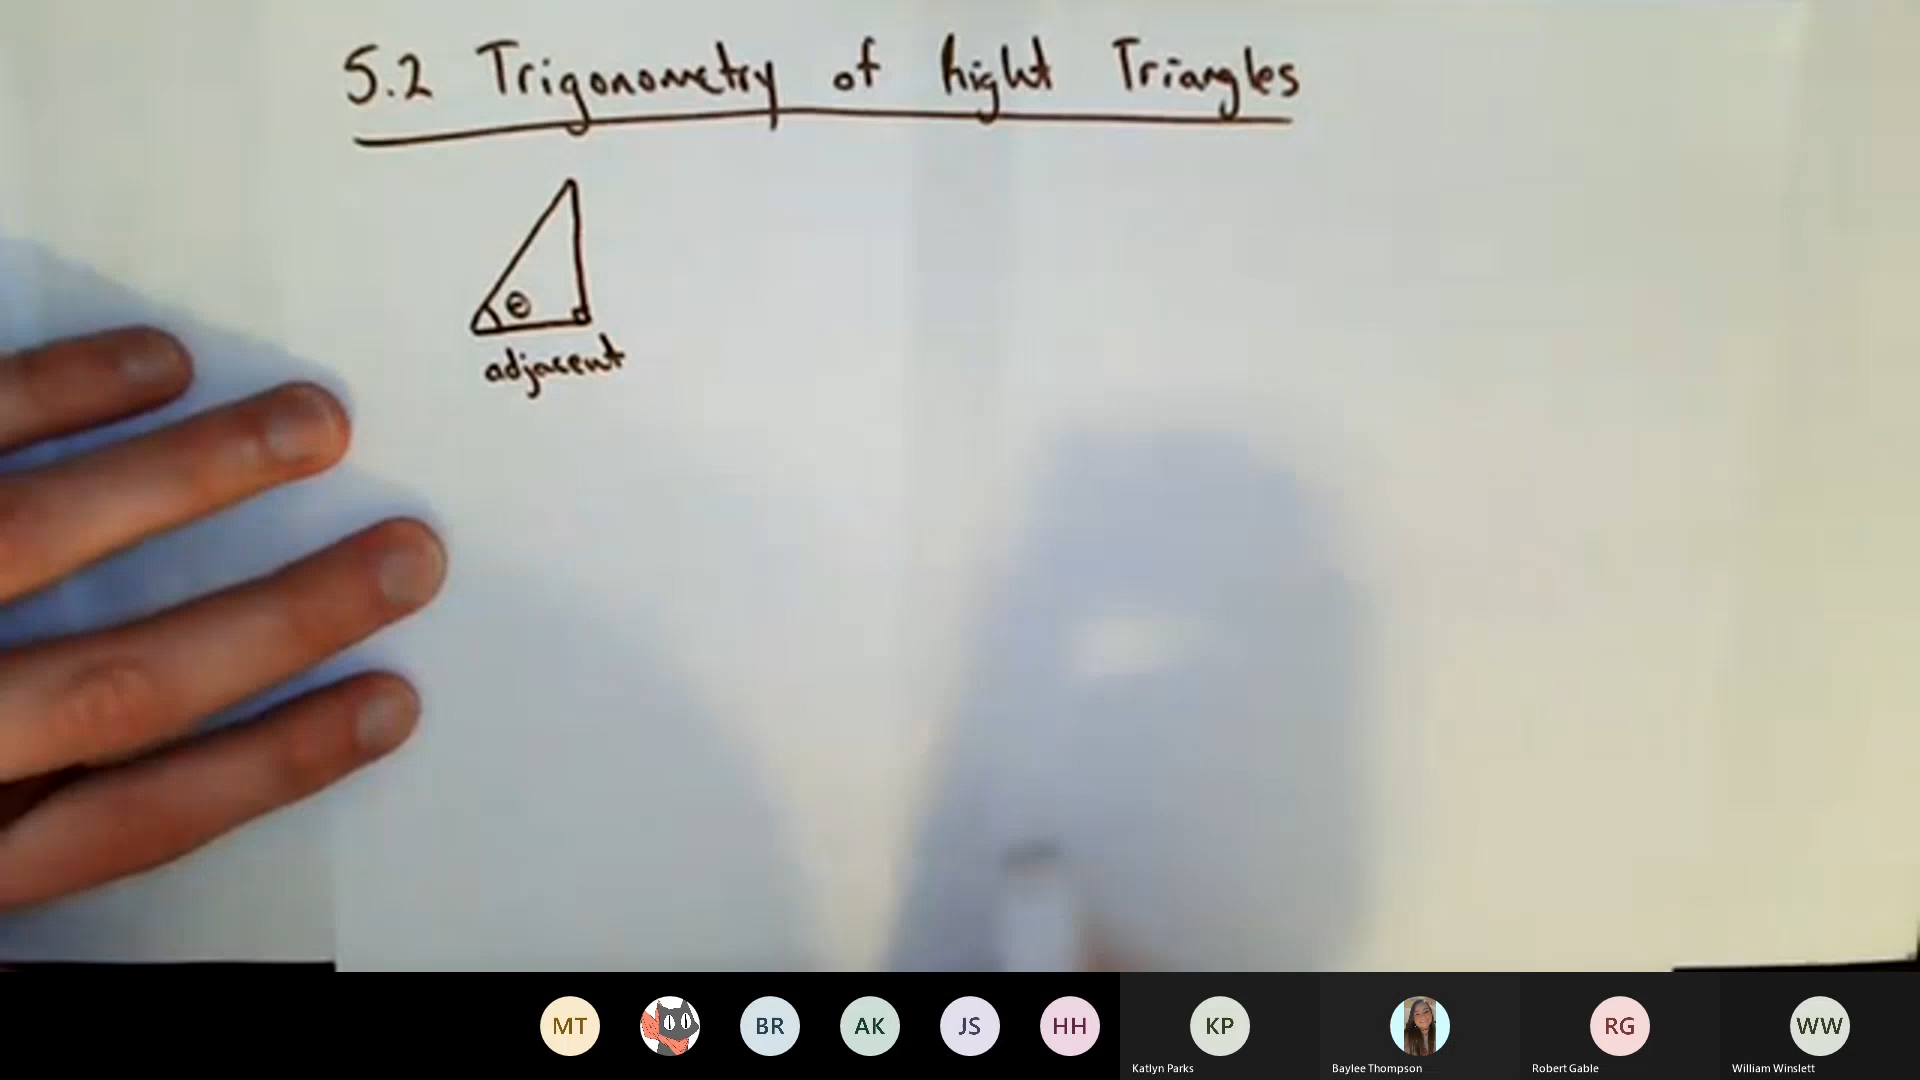 5.2 Trigonometry of Right Triangles
θ
adjacent
MT
BR
AK
JS
HH
KP
RG
WW
Katlyn Parks
Baylee Thompson
Robert Gable
William Winslett